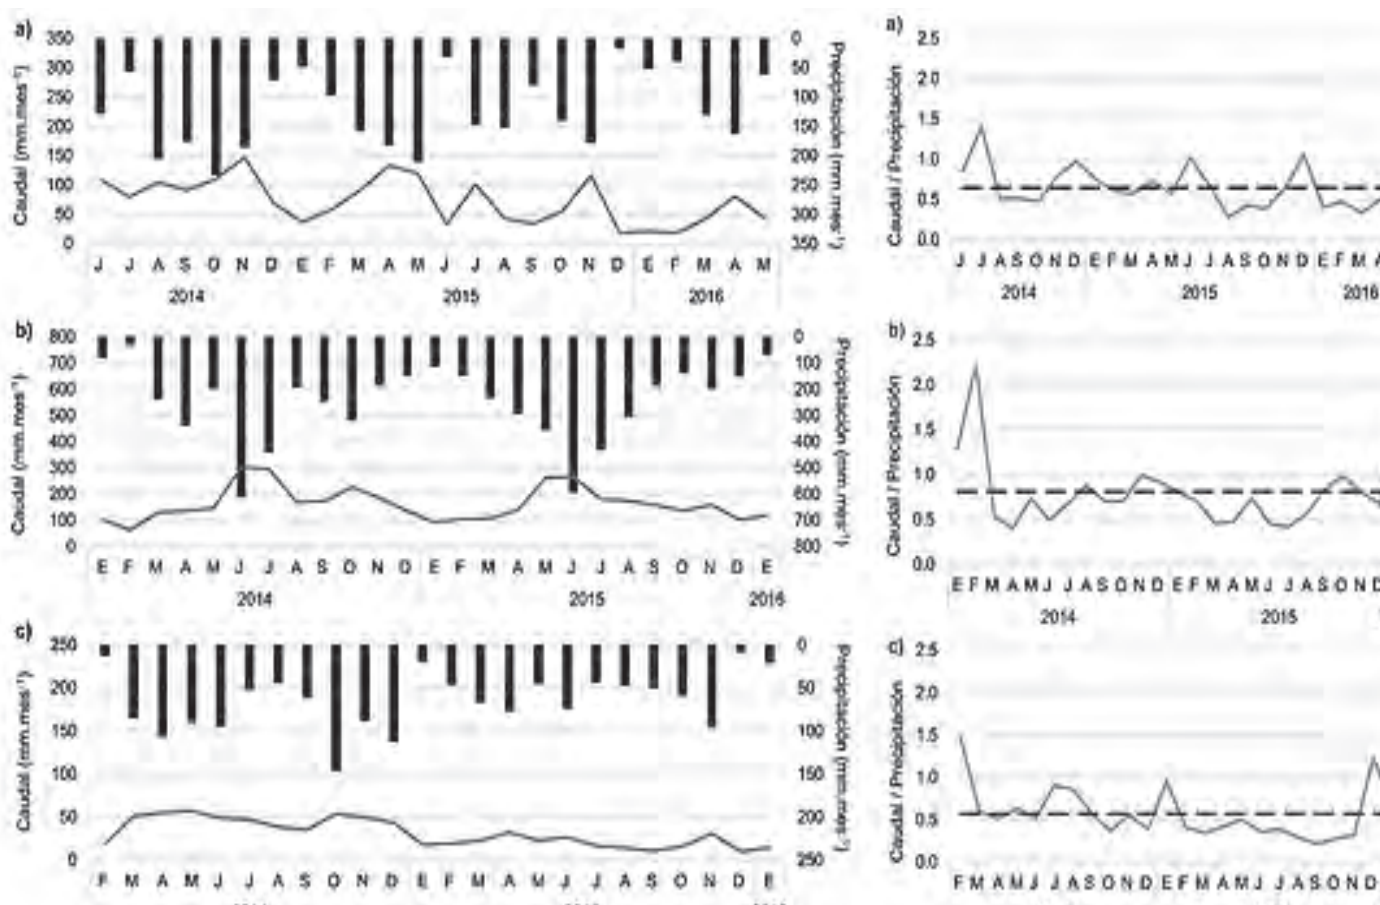 a)
350 300 250 200 150 100 50 0
Caudal (mm.mes⁻¹)
0 50 100 150 200 250 300 350
Precipitación (mm.mes⁻¹)
J J A S O N D E F M A M J J A S O N D E F M A M
2014 2015 2016
a)
2.5 2.0 1.5 1.0 0.5 0.0
Caudal / Precipitación
J J A S O N D E F M A M J J A S O N D E F M A
2014 2015 2016
b)
800 700 600 500 400 300 200 100 0
Caudal (mm.mes⁻¹)
0 100 200 300 400 500 600 700 800
Precipitación (mm.mes⁻¹)
E F M A M J J A S O N D E F M A M J J A S O N D E
2014 2015 2016
b)
2.5 2.0 1.5 1.0 0.5 0.0
Caudal / Precipitación
E F M A M J J A S O N D E F M A M J J A S O N D
2014 2015
c)
250 200 150 100 50 0
Caudal (mm.mes⁻¹)
0 50 100 150 200 250
Precipitación (mm.mes⁻¹)
F M A M J J A S O N D E F M A M J J A S O N D E
c)
2.5 2.0 1.5 1.0 0.5 0.0
Caudal / Precipitación
F M A M J J A S O N D E F M A M J J A S O N D